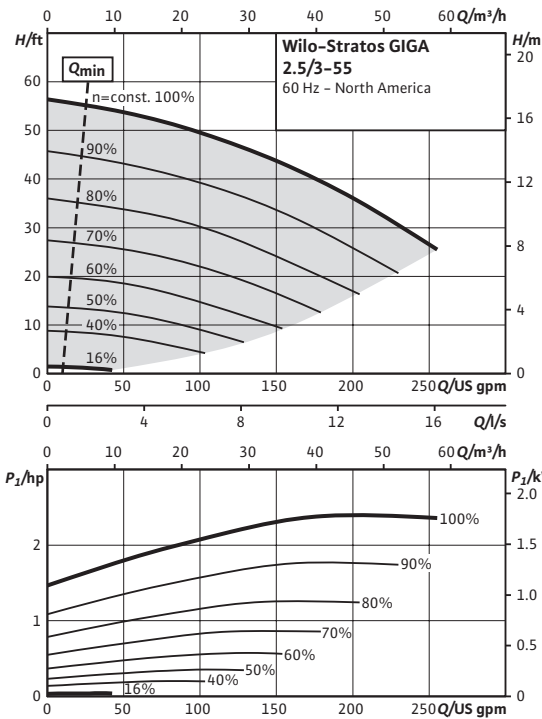 0 10 20 30 40 50 60 Q/m³/h
H/ft
H/m
Qmin
Wilo-Stratos GIGA
2.5/3-55
60 Hz - North America
n=const. 100%
90%
80%
70%
60%
50%
40%
16%
60
50
40
30
20
10
0
20
16
12
8
4
0
0 50 100 150 200 250 Q/US gpm
0 4 8 12 16 Q/l/s
0 10 20 30 40 50 60 Q/m³/h
P1/hp
P1/k
2
1
0
2.0
1.5
1.0
0.5
0
100%
90%
80%
70%
60%
50%
40%
16%
0 50 100 150 200 250 Q/US gpm